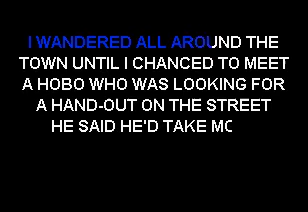 I WANDERED ALL AROUND THE
TOWN UNTIL I CHANCED TO MEET
A HOBO WHO WAS LOOKING FOR
A HAND-OUT ON THE STREET
HE SAID HE'D TAKE